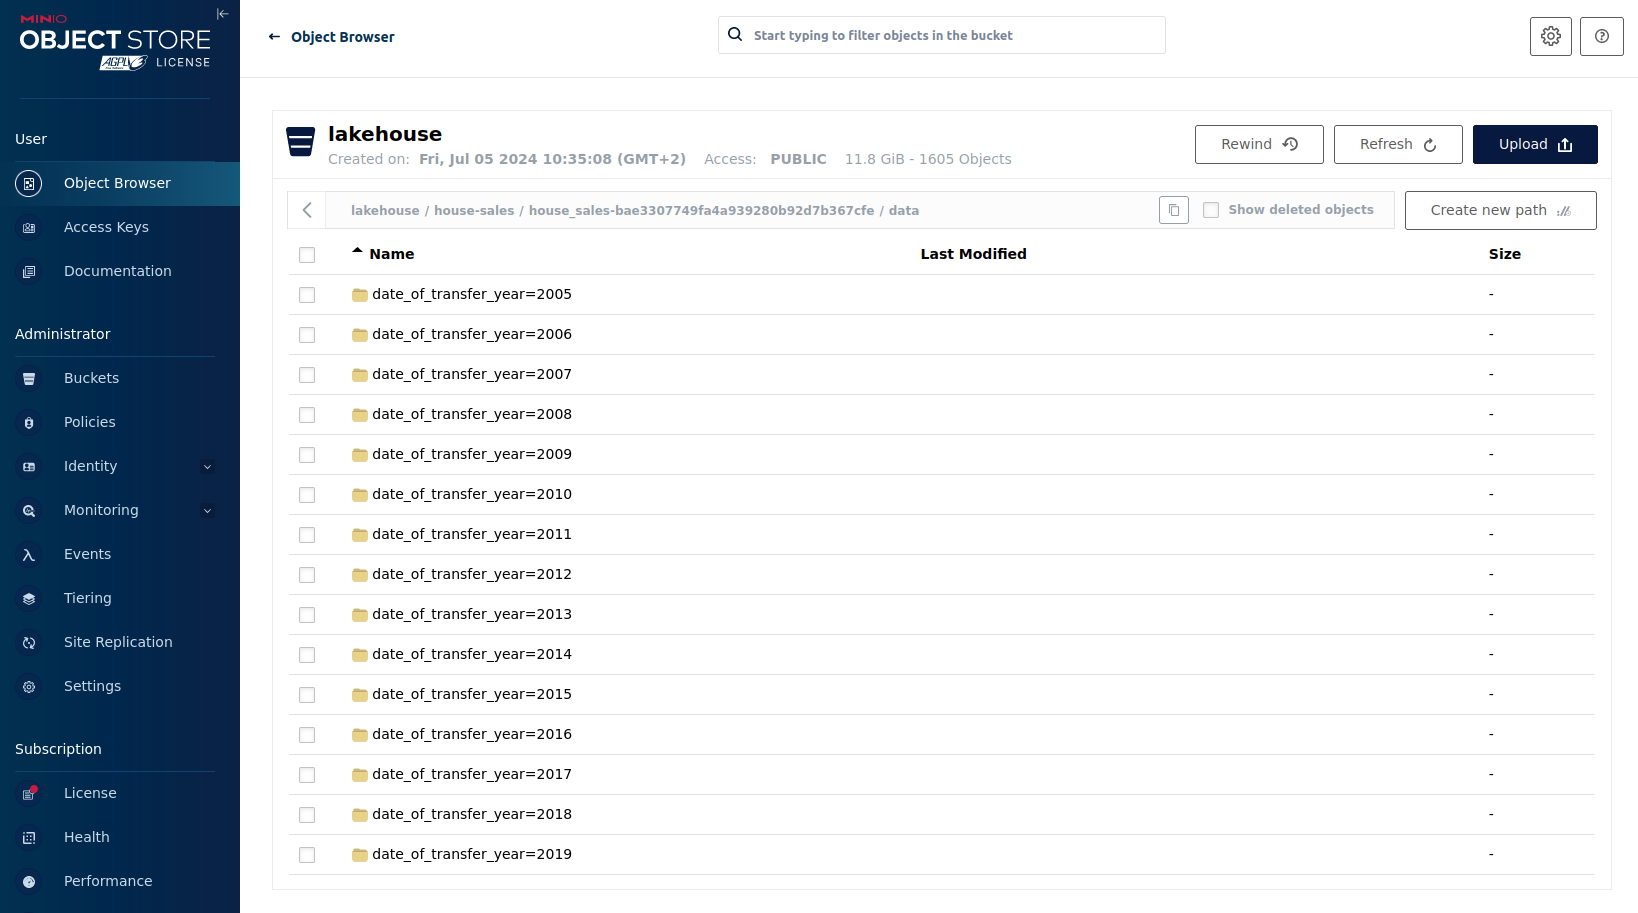 MINIO
OBJECT STORE
AGPLv3 LICENSE
User
Object Browser
Access Keys
Documentation
Administrator
Buckets
Policies
Identity
Monitoring
Events
Tiering
Site Replication
Settings
Subscription
License
Health
Performance
Object Browser
Start typing to filter objects in the bucket
lakehouse
Created on: Fri, Jul 05 2024 10:35:08 (GMT+2) Access: PUBLIC 11.8 GiB - 1605 Objects
Rewind
Refresh
Upload
lakehouse / house-sales / house_sales-bae3307749fa4a939280b92d7b367cfe / data
Show deleted objects
Create new path
Name Last Modified Size
date_of_transfer_year=2005 -
date_of_transfer_year=2006 -
date_of_transfer_year=2007 -
date_of_transfer_year=2008 -
date_of_transfer_year=2009 -
date_of_transfer_year=2010 -
date_of_transfer_year=2011 -
date_of_transfer_year=2012 -
date_of_transfer_year=2013 -
date_of_transfer_year=2014 -
date_of_transfer_year=2015 -
date_of_transfer_year=2016 -
date_of_transfer_year=2017 -
date_of_transfer_year=2018 -
date_of_transfer_year=2019 -